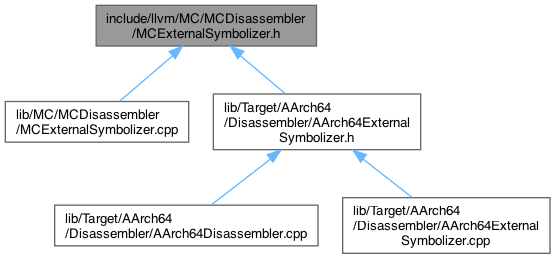 include/llvm/MC/MCDisassembler
/MCExternalSymbolizer.h
lib/MC/MCDisassembler
/MCExternalSymbolizer.cpp
lib/Target/AArch64
/Disassembler/AArch64External
Symbolizer.h
lib/Target/AArch64
/Disassembler/AArch64Disassembler.cpp
lib/Target/AArch64
/Disassembler/AArch64External
Symbolizer.cpp